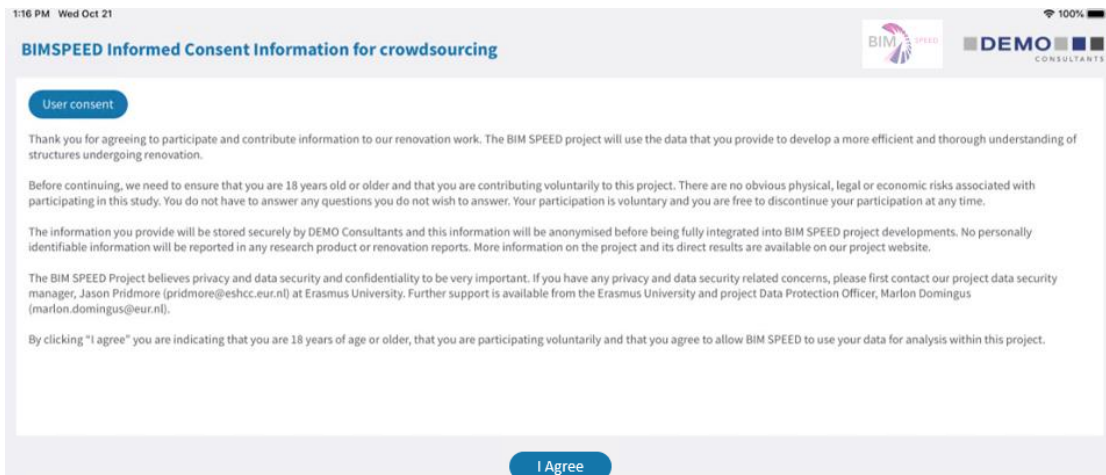 1:16 PM Wed Oct 21
100%
BIMSPEED Informed Consent Information for crowdsourcing
BIM SPEED
DEMO
CONSULTANTS
User consent
Thank you for agreeing to participate and contribute information to our renovation work. The BIM SPEED project will use the data that you provide to develop a more efficient and thorough understanding of
structures undergoing renovation.
Before continuing, we need to ensure that you are 18 years old or older and that you are contributing voluntarily to this project. There are no obvious physical, legal or economic risks associated with
participating in this study. You do not have to answer any questions you do not wish to answer. Your participation is voluntary and you are free to discontinue your participation at any time.
The information you provide will be stored securely by DEMO Consultants and this information will be anonymised before being fully integrated into BIM SPEED project developments. No personally
identifiable information will be reported in any research product or renovation reports. More information on the project and its direct results are available on our project website.
The BIM SPEED Project believes privacy and data security and confidentiality to be very important. If you have any privacy and data security related concerns, please first contact our project data security
manager, Jason Pridmore (pridmore@eshcc.eur.nl) at Erasmus University. Further support is available from the Erasmus University and project Data Protection Officer, Marlon Domingus
(marlon.domingus@eur.nl).
By clicking "I agree" you are indicating that you are 18 years of age or older, that you are participating voluntarily and that you agree to allow BIM SPEED to use your data for analysis within this project.
I Agree